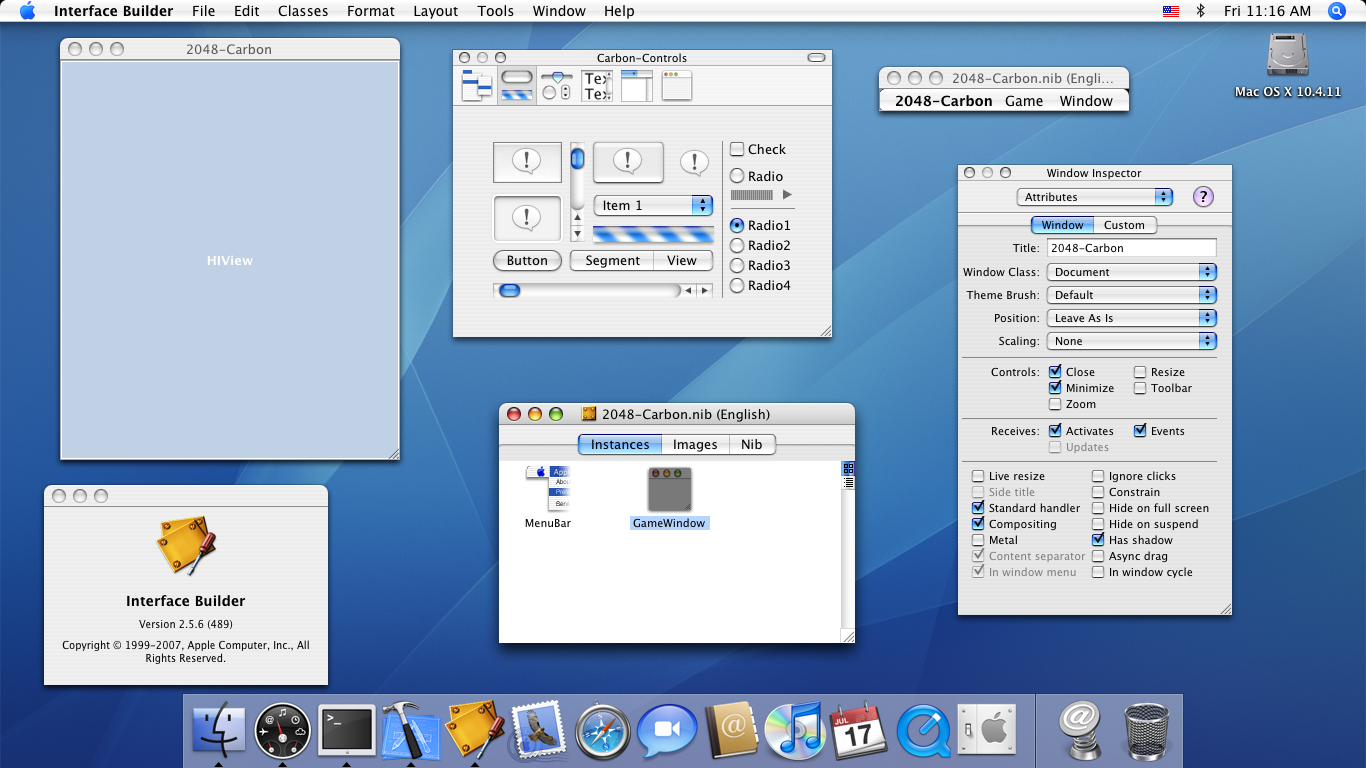 Interface Builder File Edit Classes Format Layout Tools Window Help
Fri 11:16 AM
2048-Carbon
HIView
Carbon-Controls
Tex
Tex
Check
Radio
Item 1
Radio1
Radio2
Radio3
Radio4
Button
Segment View
2048-Carbon.nib (Engli...
2048-Carbon Game Window
Mac OS X 10.4.11
Window Inspector
Attributes
?
Window Custom
Title: 2048-Carbon
Window Class: Document
Theme Brush: Default
Position: Leave As Is
Scaling: None
Controls: Close Resize
Minimize Toolbar
Zoom
Receives: Activates Events
Updates
Live resize Ignore clicks
Side title Constrain
Standard handler Hide on full screen
Compositing Hide on suspend
Metal Has shadow
Content separator Async drag
In window menu In window cycle
2048-Carbon.nib (English)
Instances Images Nib
MenuBar
GameWindow
Interface Builder
Version 2.5.6 (489)
Copyright © 1999-2007, Apple Computer, Inc., All
Rights Reserved.
JUL
17